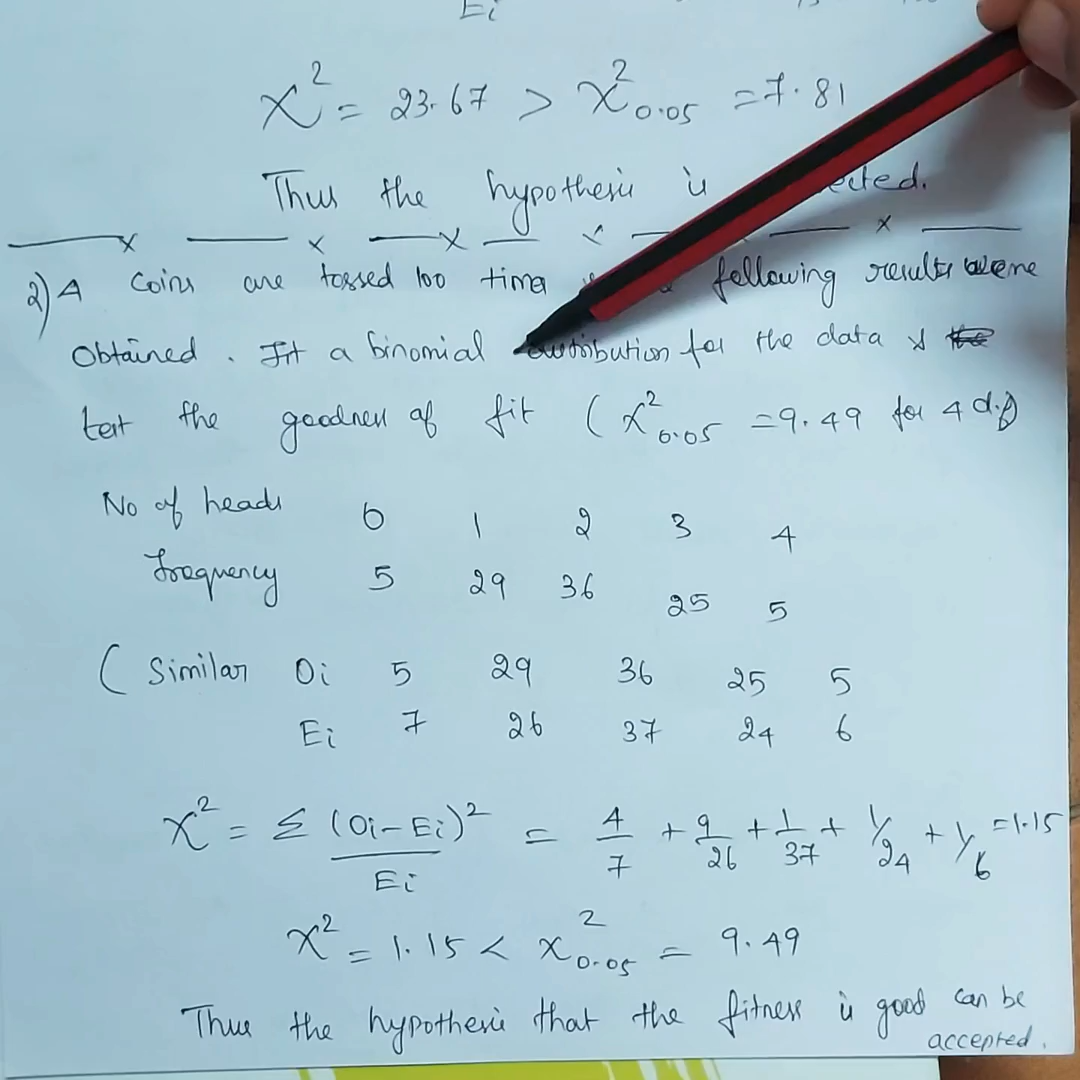 Ei
χ² = 23.67 > χ²0.05 = 7.81
Thus the hypothesis is
2) 4 coins are tossed 100 times following results were
obtained. Fit a binomial distribution for the data &
test the goodness of fit (χ²0.05 = 9.49 for 4 d.f)
No of heads 0 1 2 3 4
Frequency 5 29 36 25 5
( Similar Oi 5 29 36 25 5
Ei 7 26 37 24 6
χ² = Σ (Oi - Ei)² / Ei = 4/7 + 9/26 + 1/37 + 1/24 + 1/6 = 1.15
χ² = 1.15 < χ²0.05 = 9.49
Thus the hypothesis that the fitness is good can be
accepted.